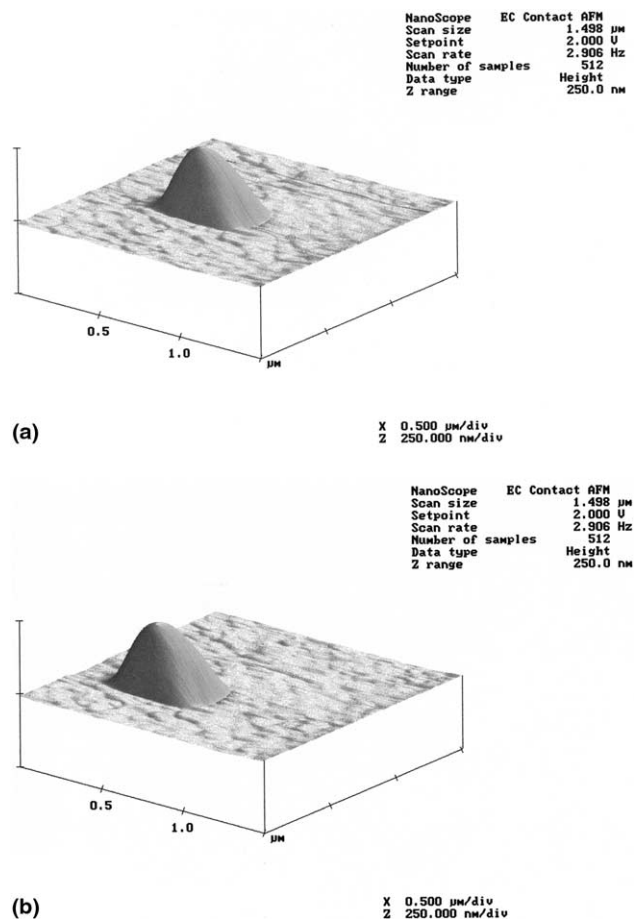 NanoScope EC Contact AFM
Scan size 1.498 µm
Setpoint 2.000 V
Scan rate 2.906 Hz
Number of samples 512
Data type Height
Z range 250.0 nm
0.5
1.0
µm
(a)
X 0.500 µm/div
Z 250.000 nm/div
NanoScope EC Contact AFM
Scan size 1.498 µm
Setpoint 2.000 V
Scan rate 2.906 Hz
Number of samples 512
Data type Height
Z range 250.0 nm
0.5
1.0
µm
(b)
X 0.500 µm/div
Z 250.000 nm/div